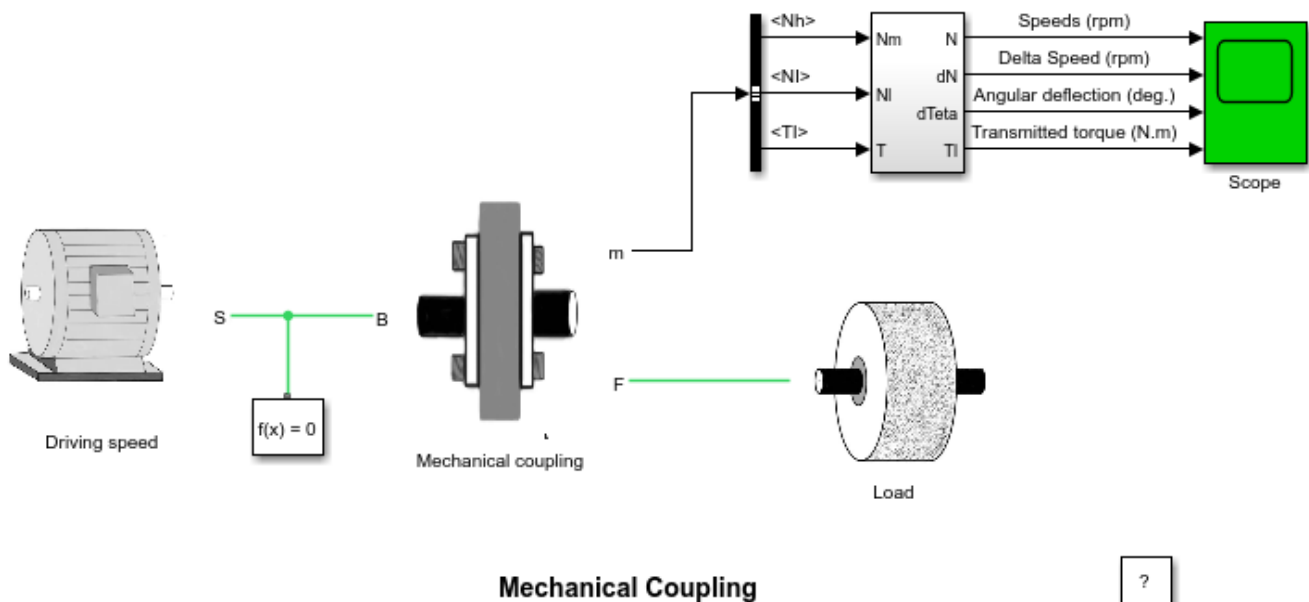 <Nh>
<Nl>
<Tl>
Nm
Nl
T
N
dN
dTeta
Tl
Speeds (rpm)
Delta Speed (rpm)
Angular deflection (deg.)
Transmitted torque (N.m)
Scope
m
S
B
F
f(x) = 0
Driving speed
Mechanical coupling
Load
Mechanical Coupling
?